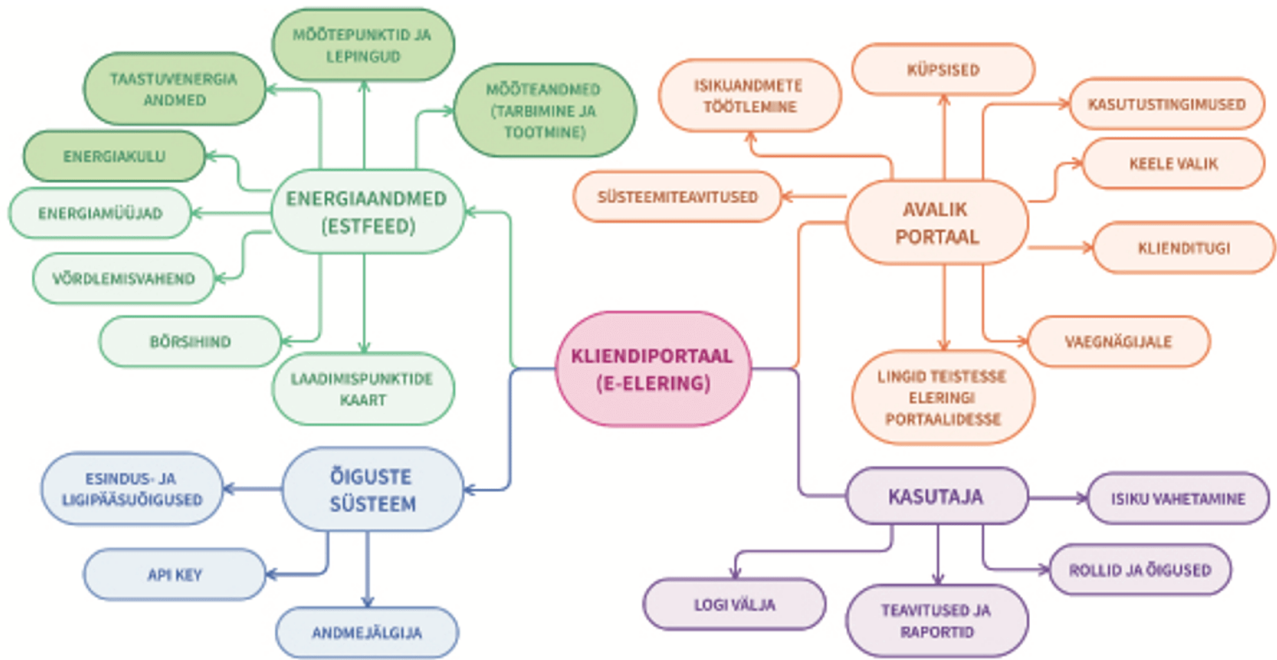 MÕÕTEPUNKTID JA
LEPINGUD
TAASTUVENERGIA
ANDMED
MÕÕTEANDMED
(TARBIMINE JA
TOOTMINE)
ENERGIAKULU
ENERGIAMÜÜJAD
ENERGIAANDMED
(ESTFEED)
VÕRDLEMISVAHEND
BÕRSIHIND
LAADIMISPUNKTIDE
KAART
KÜPSISED
ISIKUANDMETE
TÖÖTLEMINE
KASUTUSTINGIMUSED
KEELE VALIK
SÜSTEEMITEAVITUSED
AVALIK
PORTAAL
KLIENDITUGI
VAEGNÄGIJALE
LINGID TEISTESSE
ELERINGI
PORTAALIDESSE
KLIENDIPORTAAL
(E-ELERING)
ÕIGUSTE
SÜSTEEM
ESINDUS- JA
LIGIPÄÄSUÕIGUSED
API KEY
ANDMEJÄLGIJA
KASUTAJA
ISIKU VAHETAMINE
ROLLID JA ÕIGUSED
LOGI VÄLJA
TEAVITUSED JA
RAPORTID